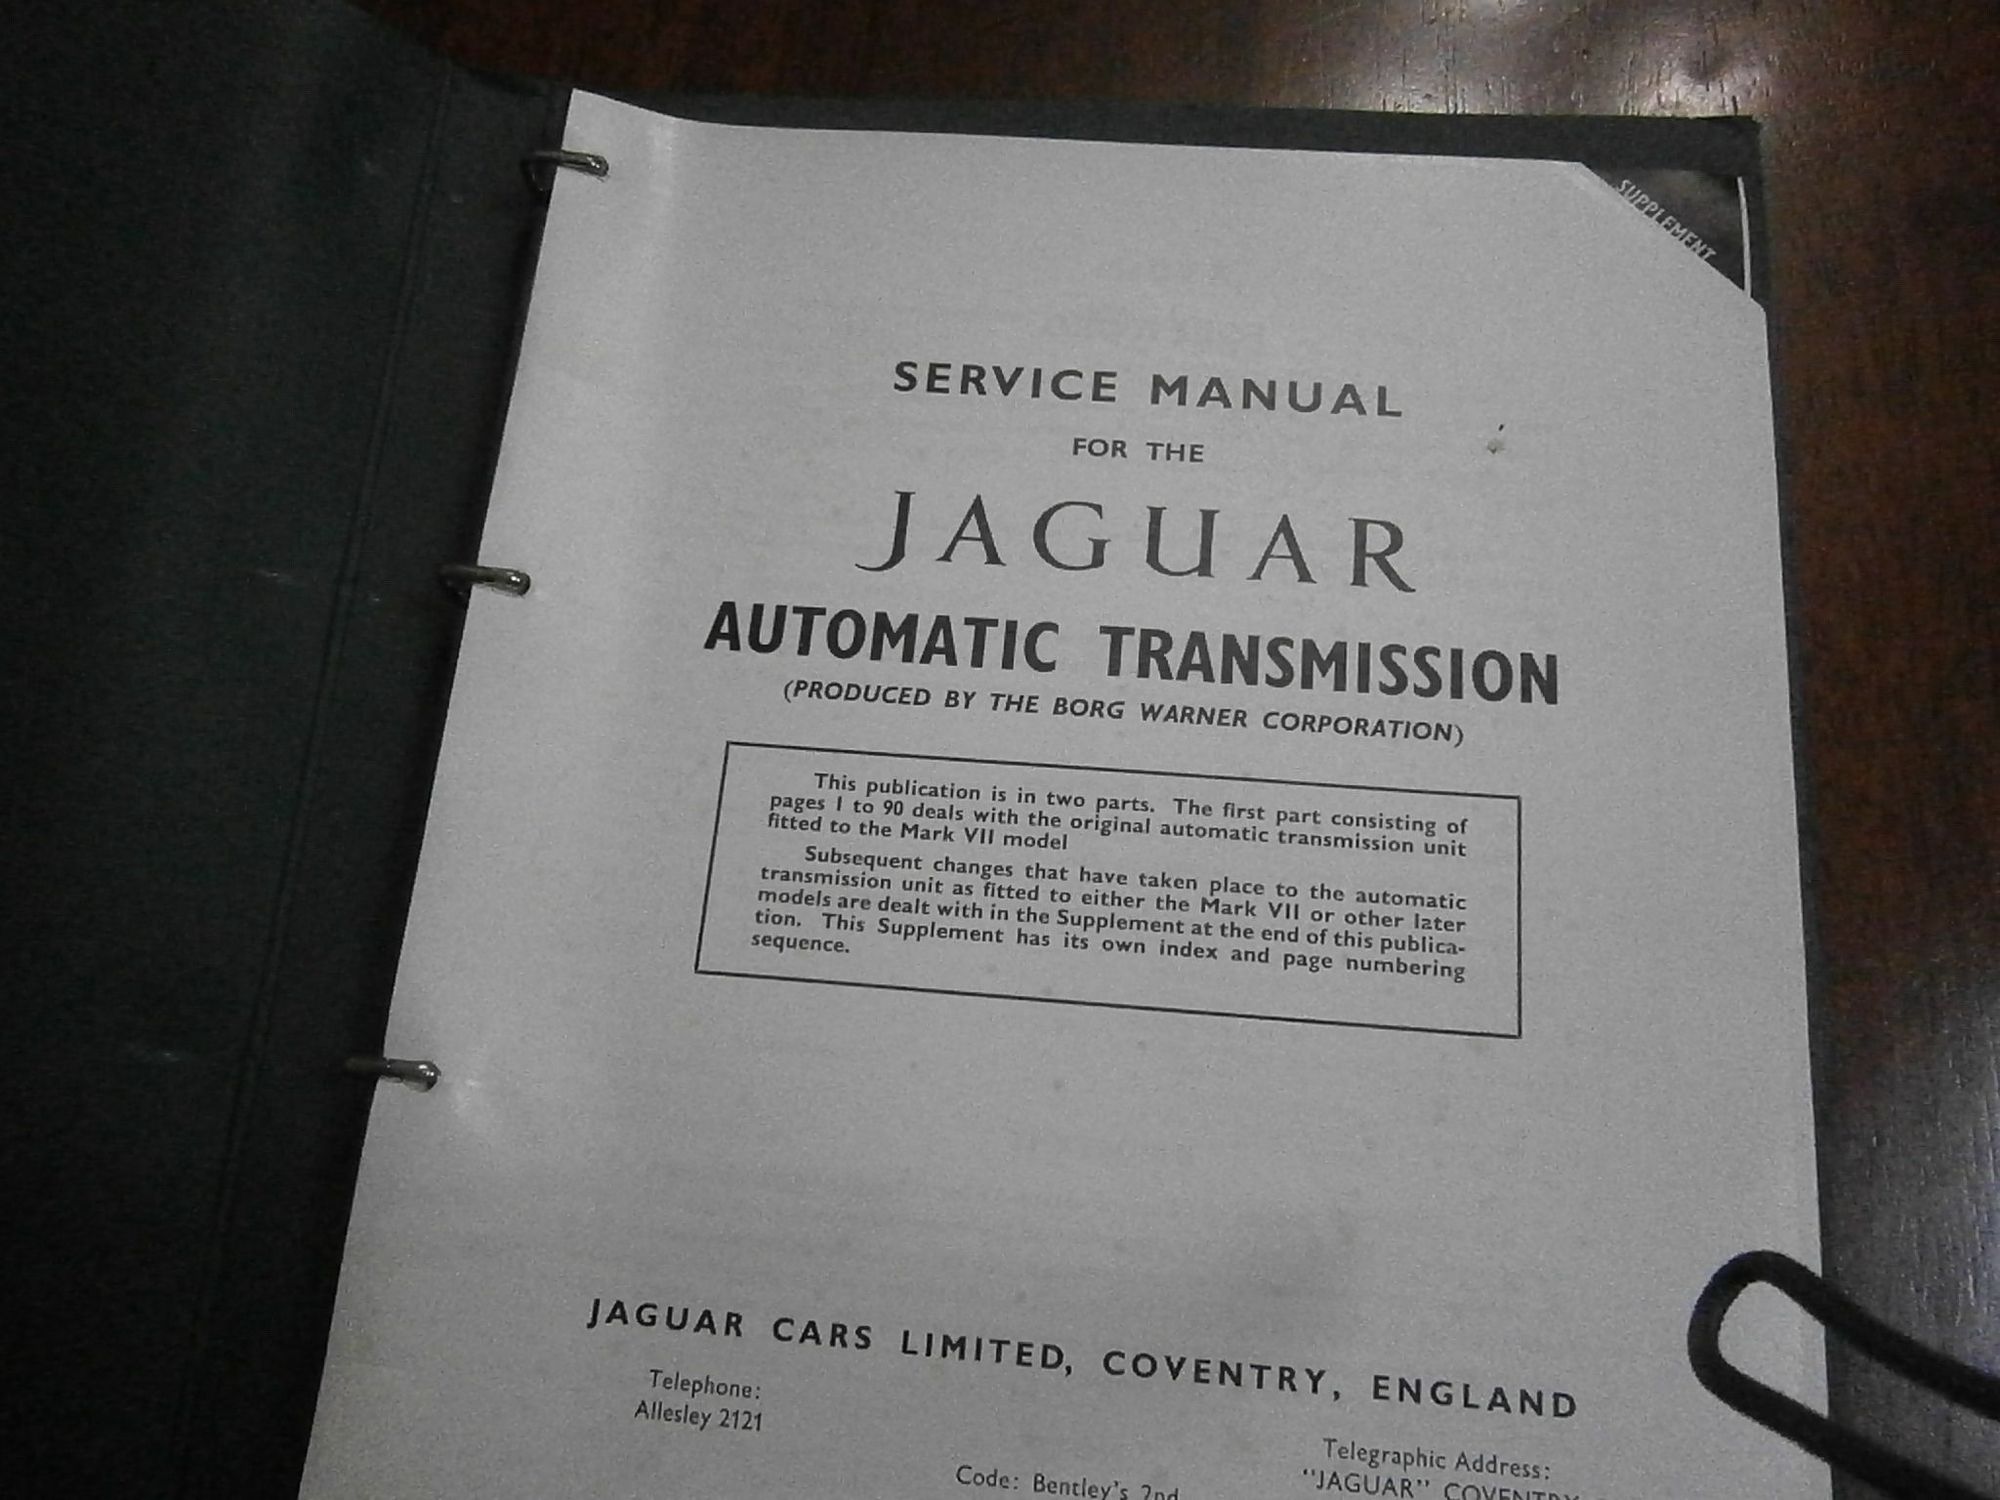 SUPPLEMENT
SERVICE MANUAL
FOR THE
JAGUAR
AUTOMATIC TRANSMISSION
(PRODUCED BY THE BORG WARNER CORPORATION)
This publication is in two parts. The first part consisting of
pages 1 to 90 deals with the original automatic transmission unit
fitted to the Mark VII model
Subsequent changes that have taken place to the automatic
transmission unit as fitted to either the Mark VII or other later
models are dealt with in the Supplement at the end of this publica-
tion. This Supplement has its own index and page numbering
sequence.
JAGUAR CARS LIMITED, COVENTRY, ENGLAND
Telephone:
Allesley 2121
Telegraphic Address:
"JAGUAR" COVENTRY
Code: Bentley's 2nd